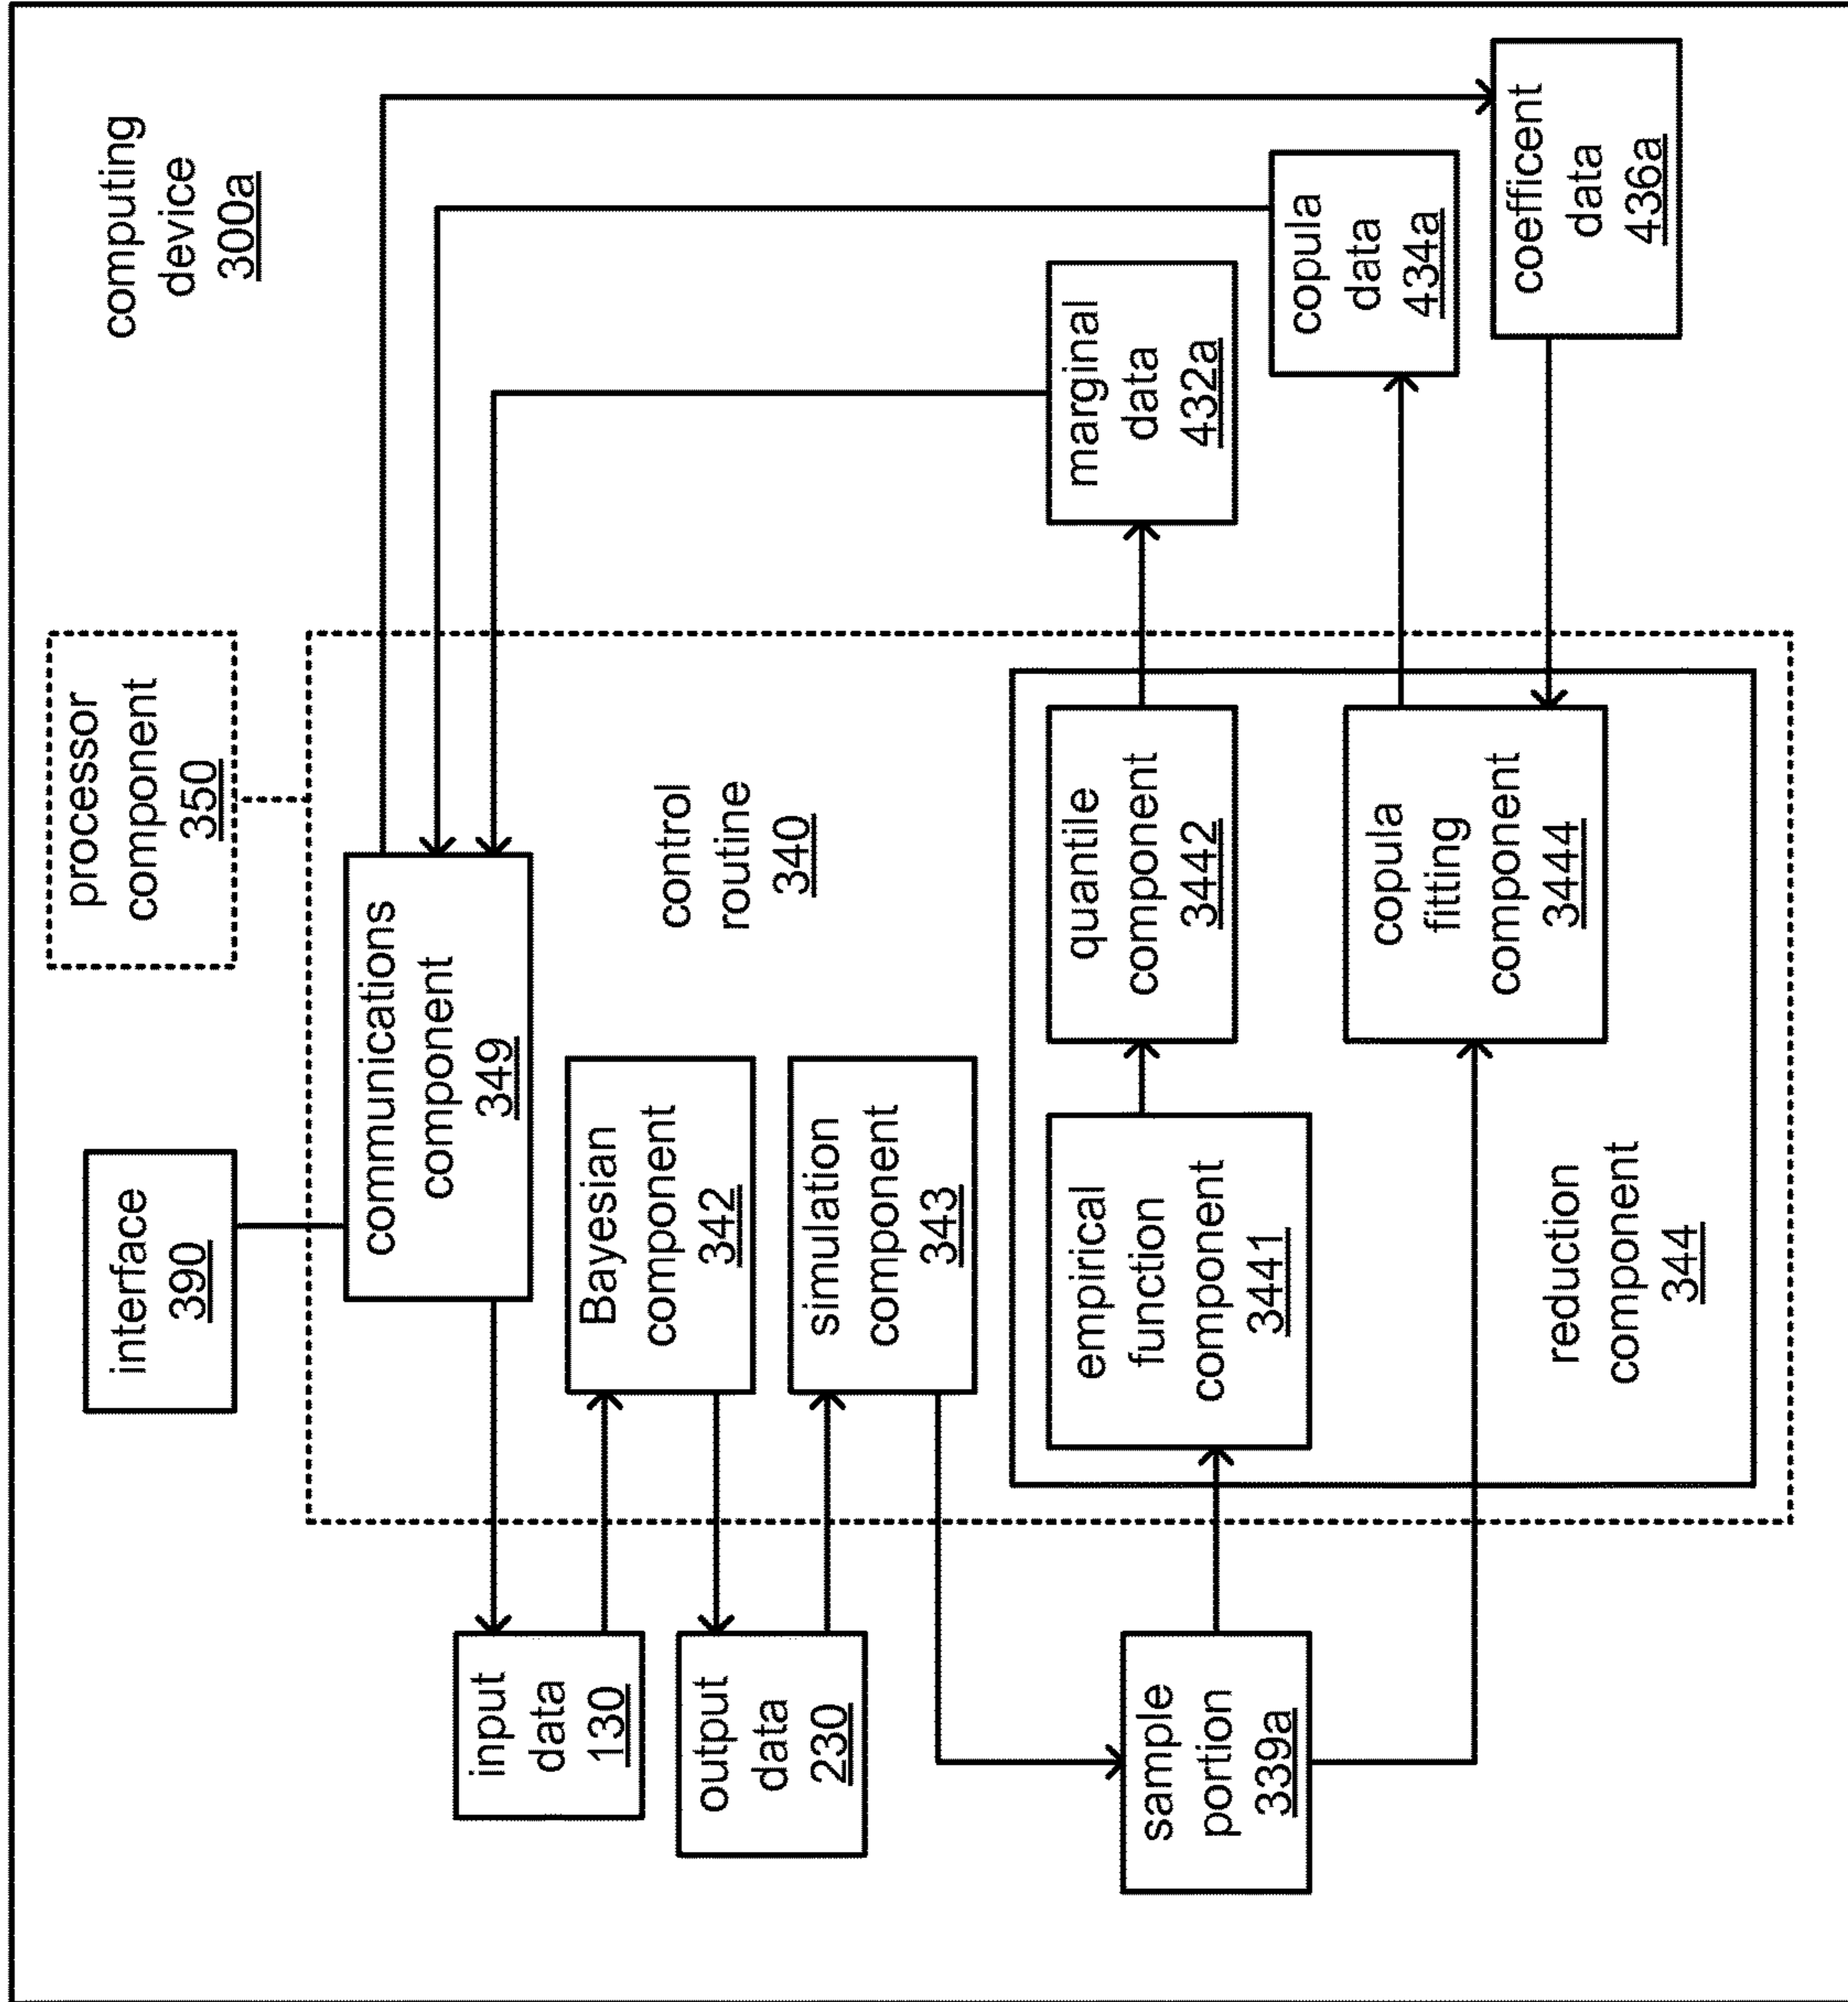 computing
device
300a
processor
component
350
interface
390
communications
component
349
control
routine
340
input
data
130
Bayesian
component
342
output
data
230
simulation
component
343
sample
portion
339a
empirical
function
component
3441
quantile
component
3442
marginal
data
432a
copula
fitting
component
3444
copula
data
434a
reduction
component
344
coefficent
data
436a